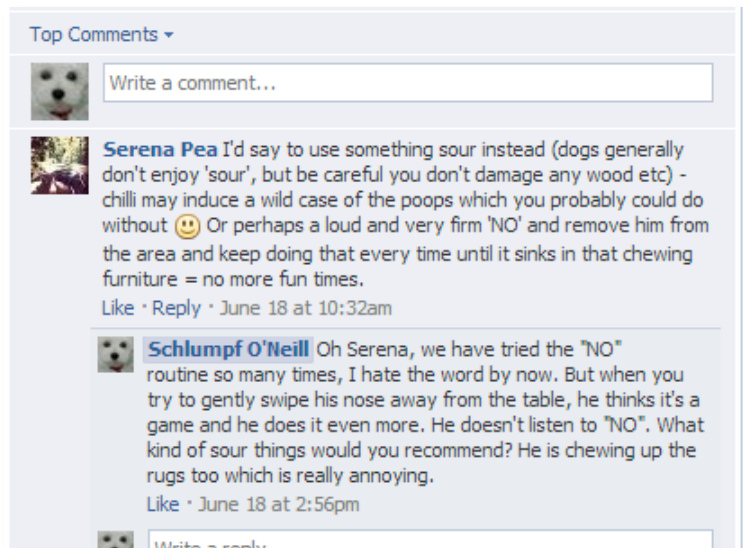 Top Comments
Write a comment...
Serena Pea I'd say to use something sour instead (dogs generally
don't enjoy 'sour', but be careful you don't damage any wood etc) -
chilli may induce a wild case of the poops which you probably could do
without Or perhaps a loud and very firm 'NO' and remove him from
the area and keep doing that every time until it sinks in that chewing
furniture = no more fun times.
Like · Reply · June 18 at 10:32am
Schlumpf O'Neill Oh Serena, we have tried the "NO"
routine so many times, I hate the word by now. But when you
try to gently swipe his nose away from the table, he thinks it's a
game and he does it even more. He doesn't listen to "NO". What
kind of sour things would you recommend? He is chewing up the
rugs too which is really annoying.
Like · June 18 at 2:56pm
Write a reply